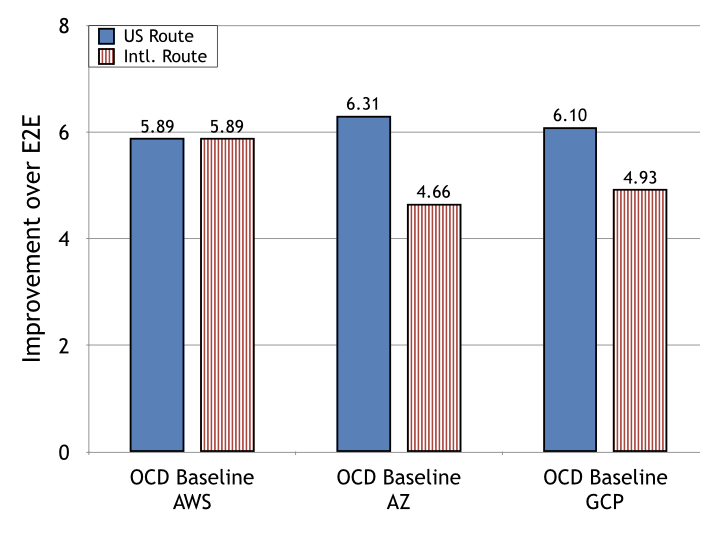 8
US Route
Intl. Route
6.31
6.10
5.89
5.89
6
4.93
4.66
Improvement over E2E
4
2
0
OCD Baseline
AWS
OCD Baseline
AZ
OCD Baseline
GCP